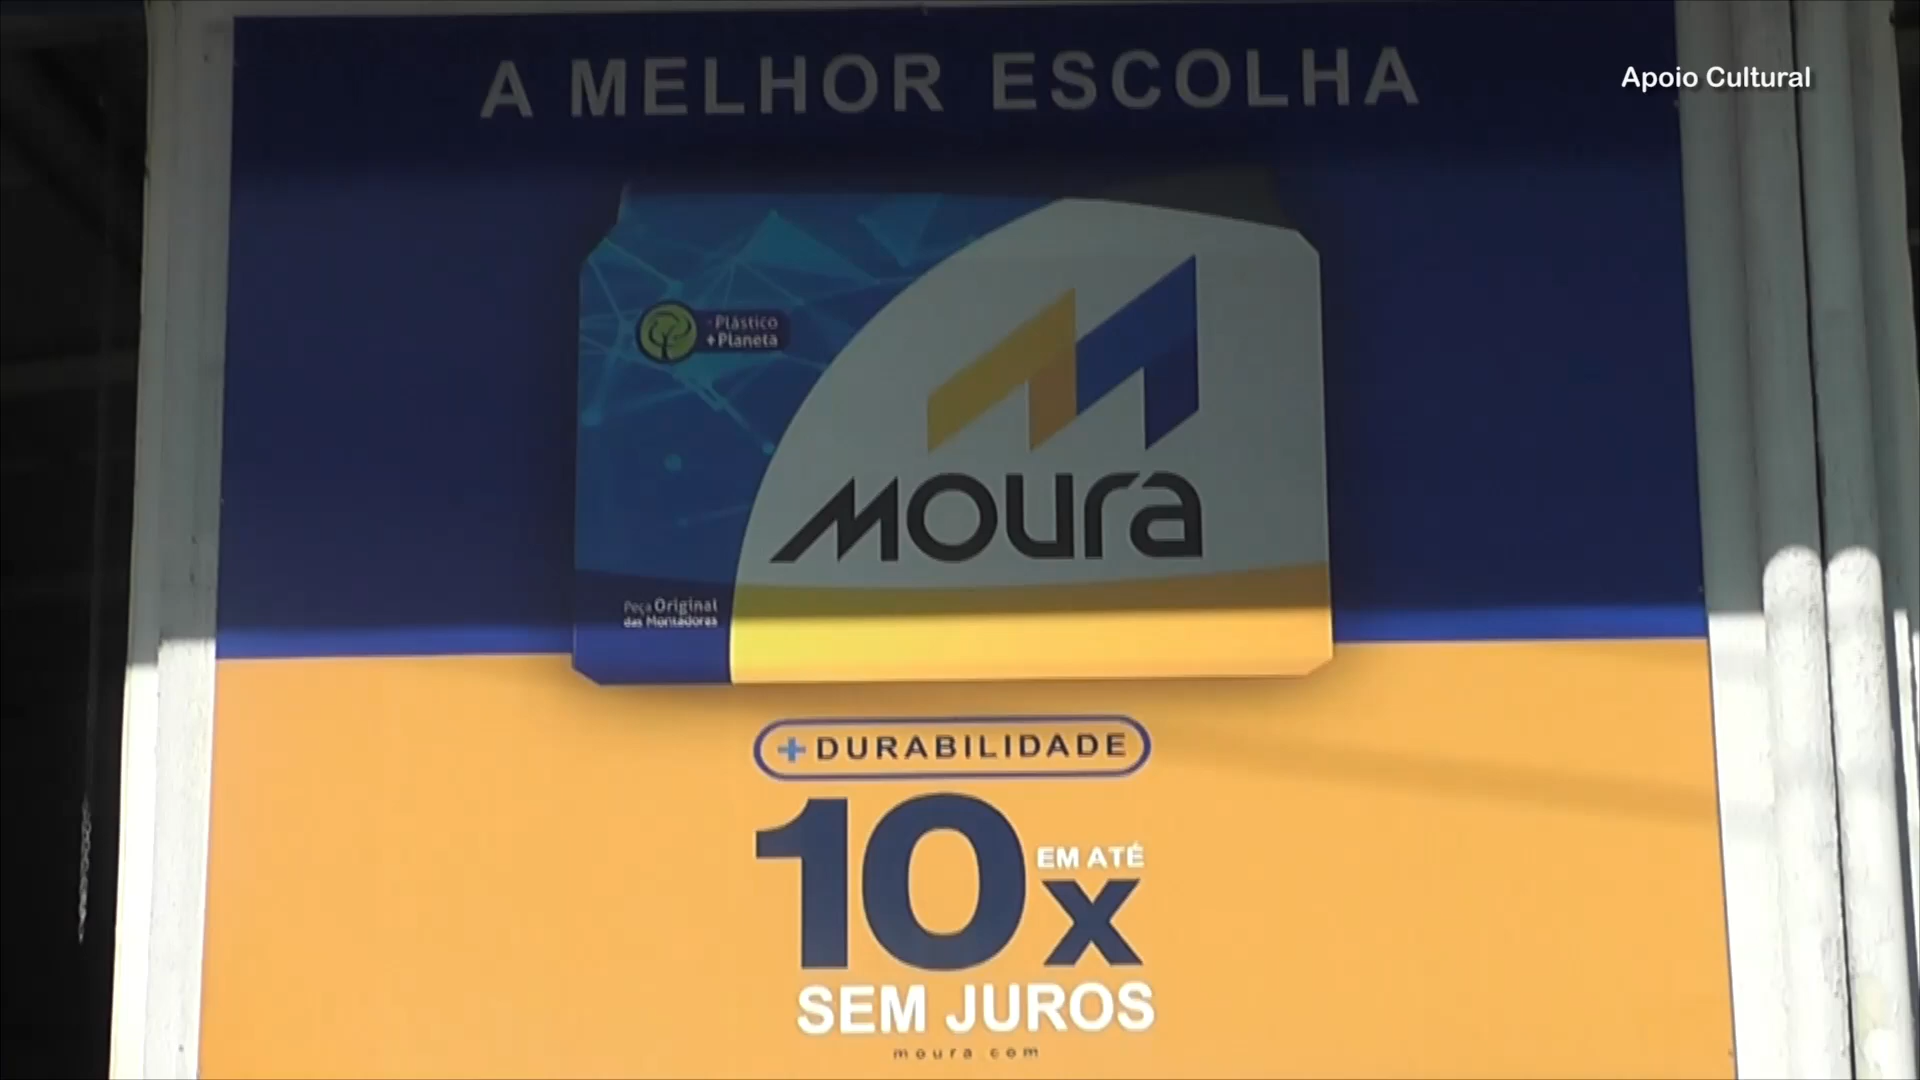 A MELHOR ESCOLHA
Apoio Cultural
- Plástico
+Planeta
moura
Peça Original
das Montadoras
+DURABILIDADE
10x
EM ATÉ
SEM JUROS
moura.com